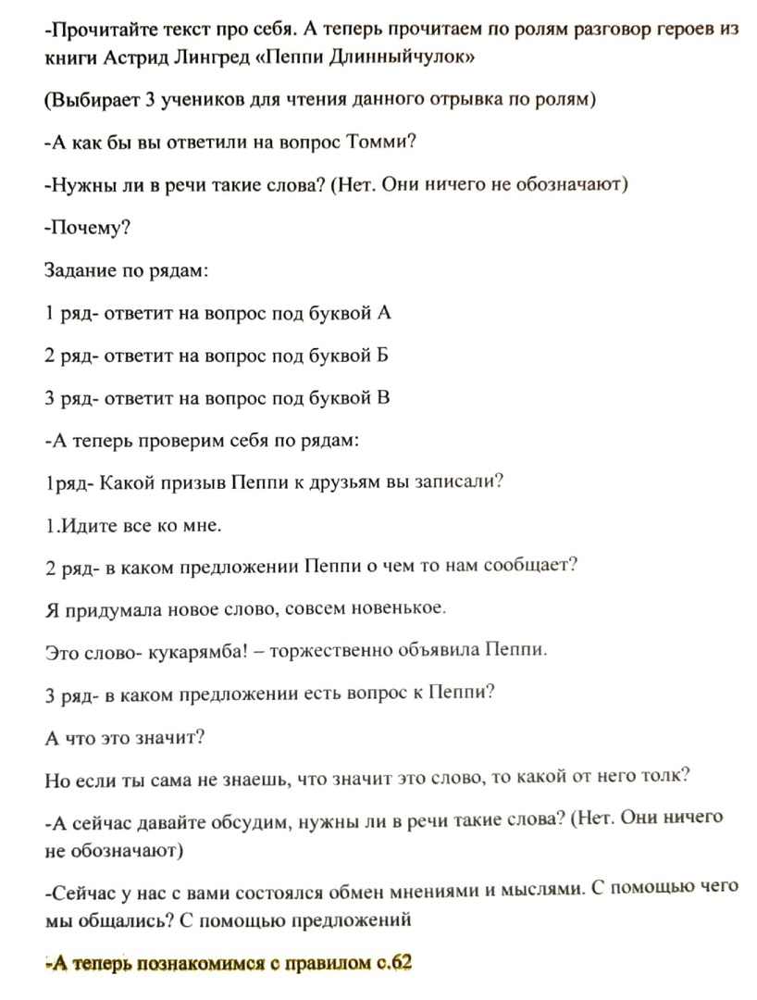 -Прочитайте текст про себя. А теперь прочитаем по ролям разговор героев из
книги Астрид Лингред «Пеппи Длинныйчулок»
(Выбирает 3 учеников для чтения данного отрывка по ролям)
-А как бы вы ответили на вопрос Томми?
-Нужны ли в речи такие слова? (Нет. Они ничего не обозначают)
-Почему?
Задание по рядам:
1 ряд- ответит на вопрос под буквой А
2 ряд- ответит на вопрос под буквой Б
3 ряд- ответит на вопрос под буквой В
-А теперь проверим себя по рядам:
1ряд- Какой призыв Пеппи к друзьям вы записали?
1.Идите все ко мне.
2 ряд- в каком предложении Пеппи о чем то нам сообщает?
Я придумала новое слово, совсем новенькое.
Это слово- кукарямба! – торжественно объявила Пеппи.
3 ряд- в каком предложении есть вопрос к Пеппи?
А что это значит?
Но если ты сама не знаешь, что значит это слово, то какой от него толк?
-А сейчас давайте обсудим, нужны ли в речи такие слова? (Нет. Они ничего
не обозначают)
-Сейчас у нас с вами состоялся обмен мнениями и мыслями. С помощью чего
мы общались? С помощью предложений
-А теперь познакомимся с правилом с.62